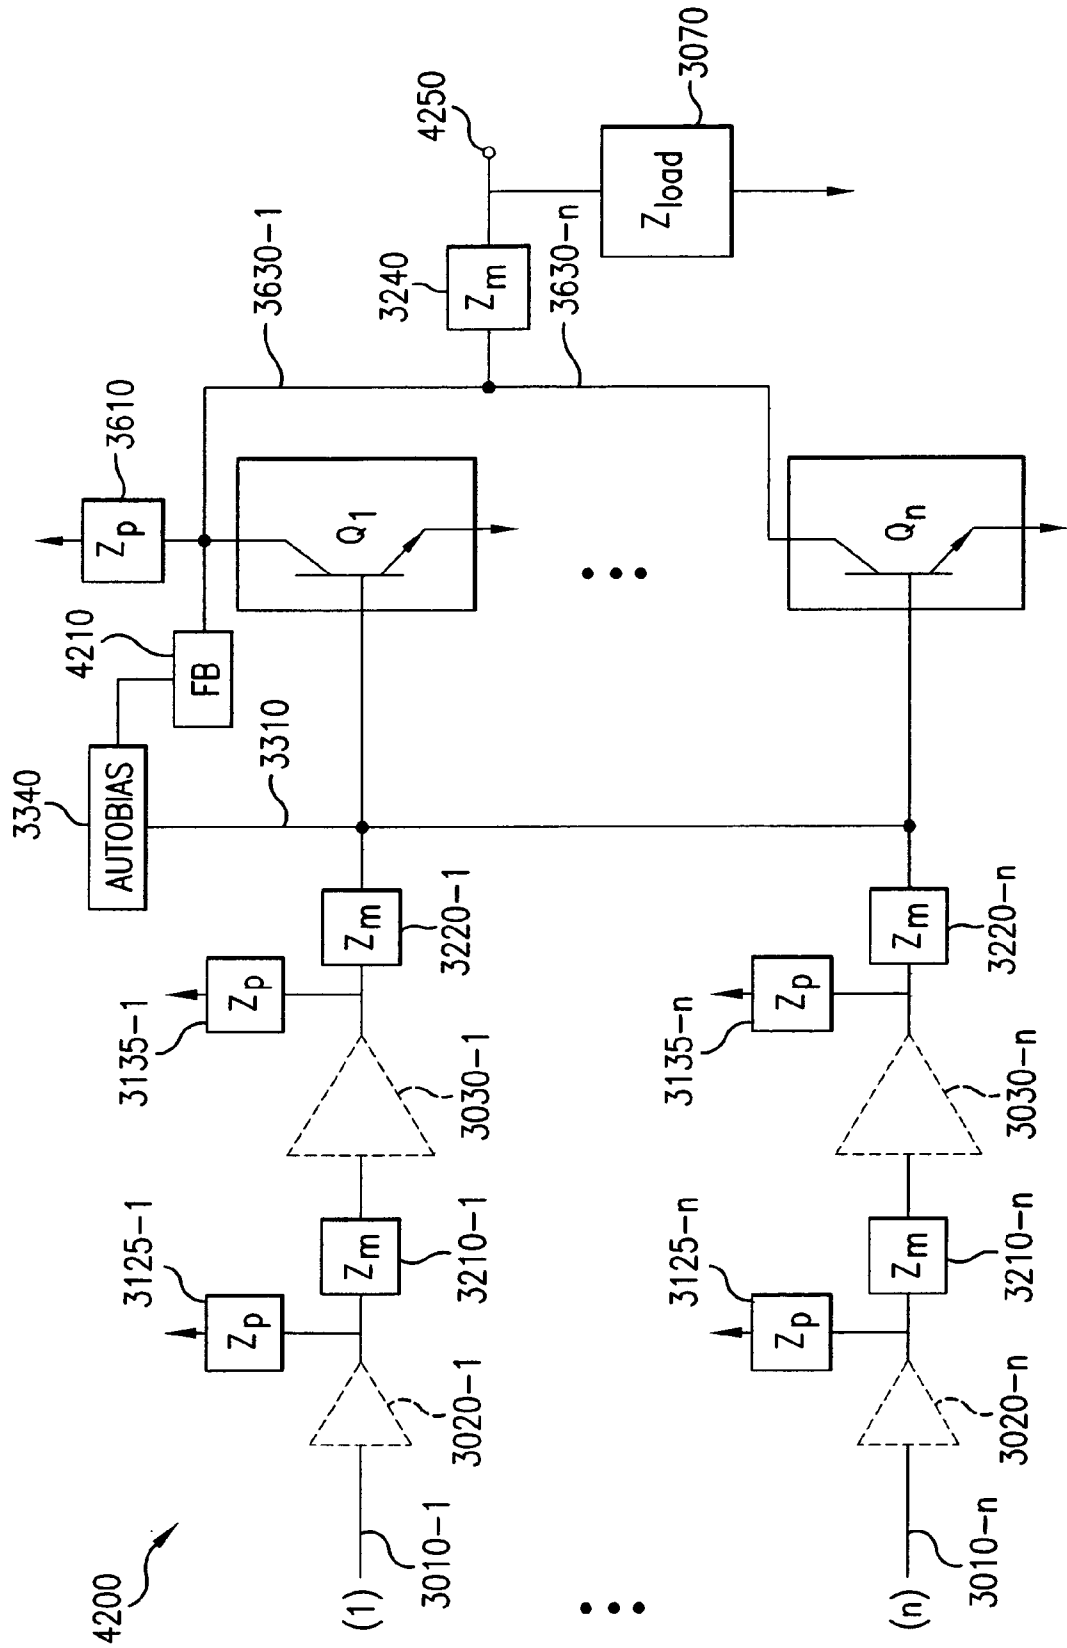 4200
(1)
3010-1
3020-1
3125-1
Zp
3210-1
Zm
3030-1
3135-1
Zp
3220-1
Zm
3340
AUTOBIAS
3310
4210
FB
3610
Zp
Q1
3630-1
3240
Zm
4250
3630-n
Zload
3070
(n)
3010-n
3020-n
3125-n
Zp
3210-n
Zm
3030-n
3135-n
Zp
3220-n
Zm
Qn